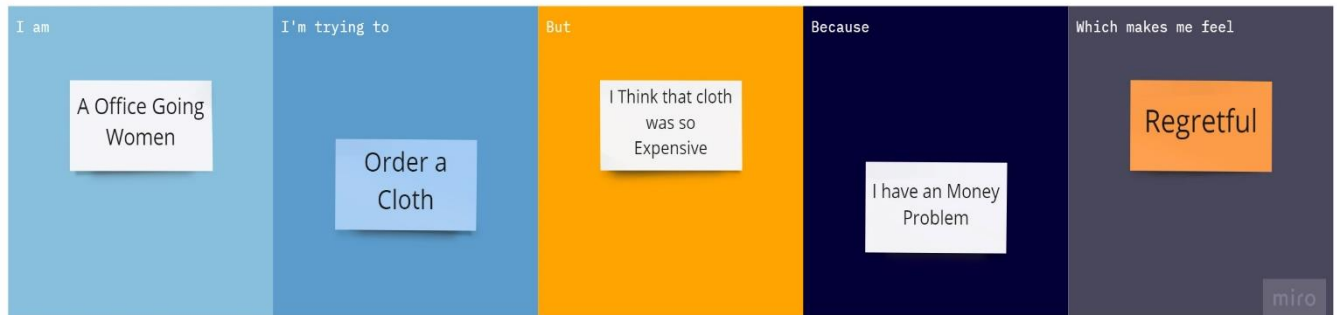 I am
A Office Going
Women
I'm trying to
Order a
Cloth
But
I Think that cloth
was so
Expensive
Because
I have an Money
Problem
Which makes me feel
Regretful
miro